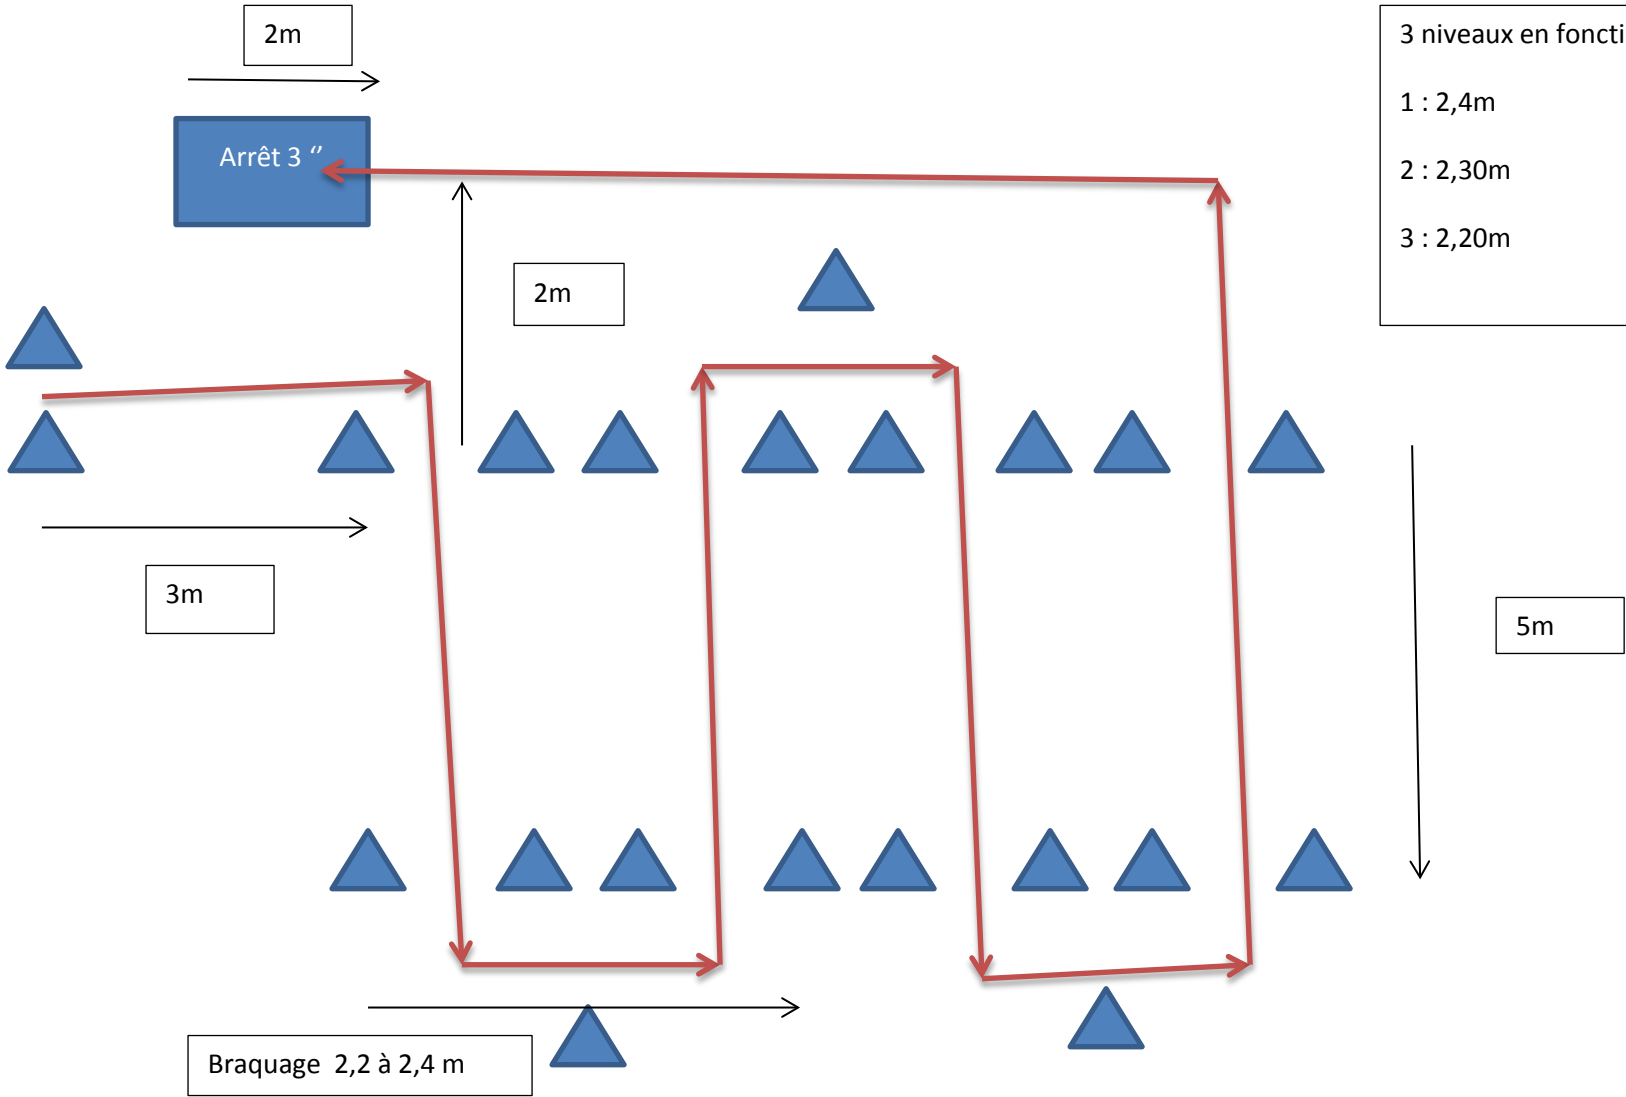 2m
3 niveaux en foncti
1 : 2,4m
2 : 2,30m
3 : 2,20m
Arrêt 3 ‘’
2m
3m
5m
Braquage 2,2 à 2,4 m